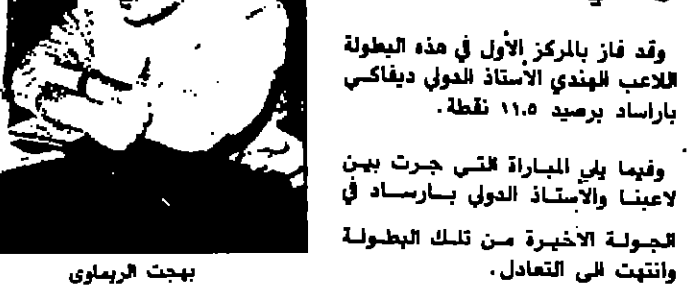 وقد فاز بالمركز الأول في هذه البطولة
اللاعب الهندي الأستاذ الدولي ديفاكي
باراساد برصيد ١١.٥ نقطة.
وفيما يلي المباراة التي جرت بين
لاعبنا والأستاذ الدولي بارساد في
الجولة الأخيرة من تلك البطولة
وانتهت الى التعادل.
بهجت الريماوي